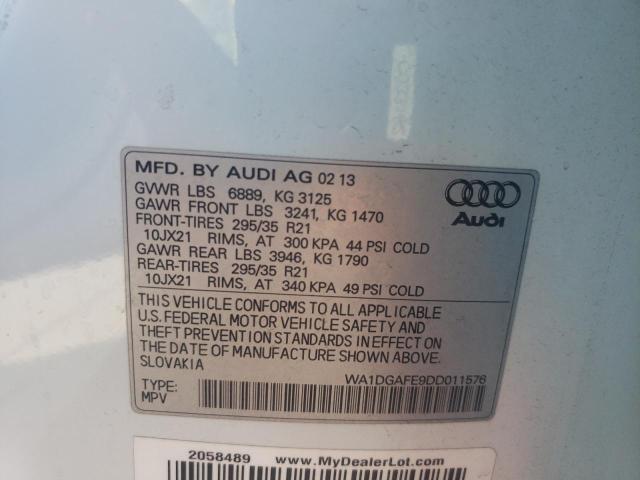 MFD. BY AUDI AG 02 13
GVWR LBS 6889, KG 3125
GAWR FRONT LBS 3241, KG 1470
FRONT-TIRES 295/35 R21
10JX21 RIMS, AT 300 KPA 44 PSI COLD
GAWR REAR LBS 3946, KG 1790
REAR-TIRES 295/35 R21
10JX21 RIMS, AT 340 KPA 49 PSI COLD
Audi
THIS VEHICLE CONFORMS TO ALL APPLICABLE
U.S. FEDERAL MOTOR VEHICLE SAFETY AND
THEFT PREVENTION STANDARDS IN EFFECT ON
THE DATE OF MANUFACTURE SHOWN ABOVE.
SLOVAKIA
WA1DGAFE9DD011576
TYPE:
MPV
2058489 www.MyDealerLot.com